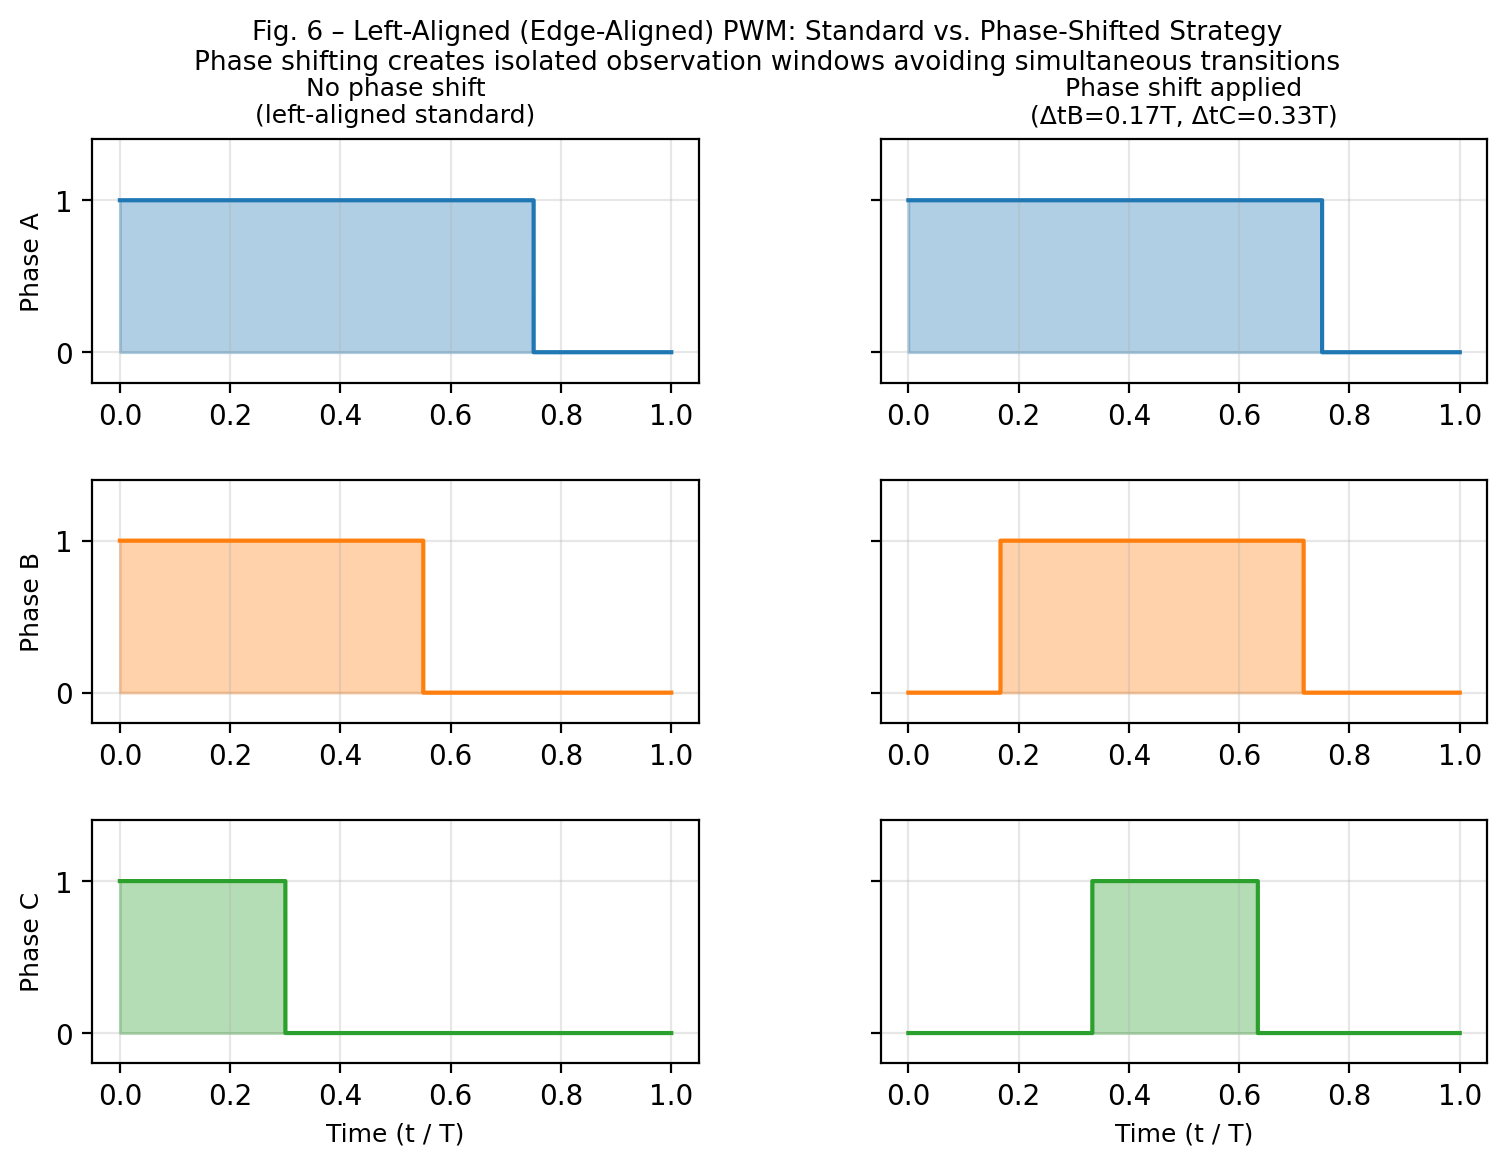 Fig. 6 – Left-Aligned (Edge-Aligned) PWM: Standard vs. Phase-Shifted Strategy
Phase shifting creates isolated observation windows avoiding simultaneous transitions
No phase shift
(left-aligned standard)
Phase shift applied
(ΔtB=0.17T, ΔtC=0.33T)
Phase A
1
0
0.0 0.2 0.4 0.6 0.8 1.0
0.0 0.2 0.4 0.6 0.8 1.0
Phase B
1
0
0.0 0.2 0.4 0.6 0.8 1.0
0.0 0.2 0.4 0.6 0.8 1.0
Phase C
1
0
0.0 0.2 0.4 0.6 0.8 1.0
Time (t / T)
0.0 0.2 0.4 0.6 0.8 1.0
Time (t / T)